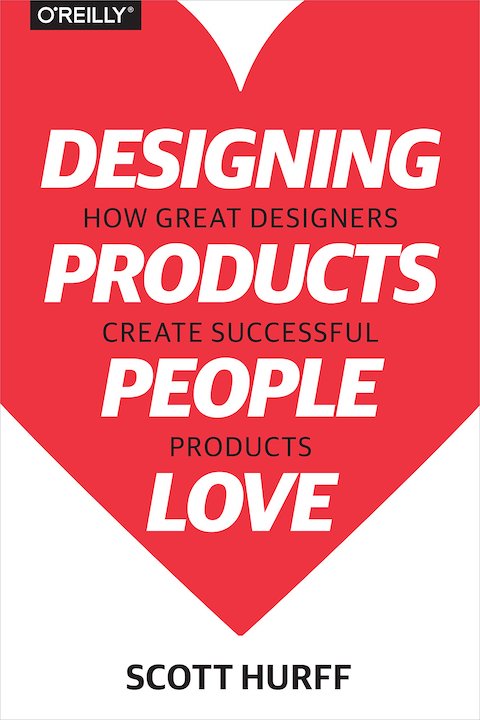 O'REILLY®
DESIGNING
HOW GREAT DESIGNERS
PRODUCTS
CREATE SUCCESSFUL
PEOPLE
PRODUCTS
LOVE
SCOTT HURFF